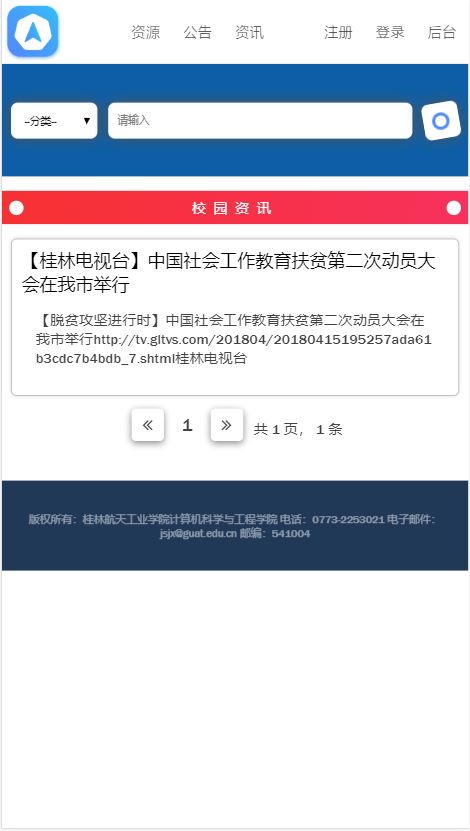 资源 公告 资讯 注册 登录 后台
--分类-- 请输入
校园资讯
【桂林电视台】中国社会工作教育扶贫第二次动员大
会在我市举行
【脱贫攻坚进行时】中国社会工作教育扶贫第二次动员大会在
我市举行http://tv.gltvs.com/201804/20180415195257ada61
b3cdc7b4bdb_7.shtml桂林电视台
« 1 » 共 1 页， 1 条
版权所有：桂林航天工业学院计算机科学与工程学院 电话：0773-2253021 电子邮件：
jsjx@guat.edu.cn 邮编：541004